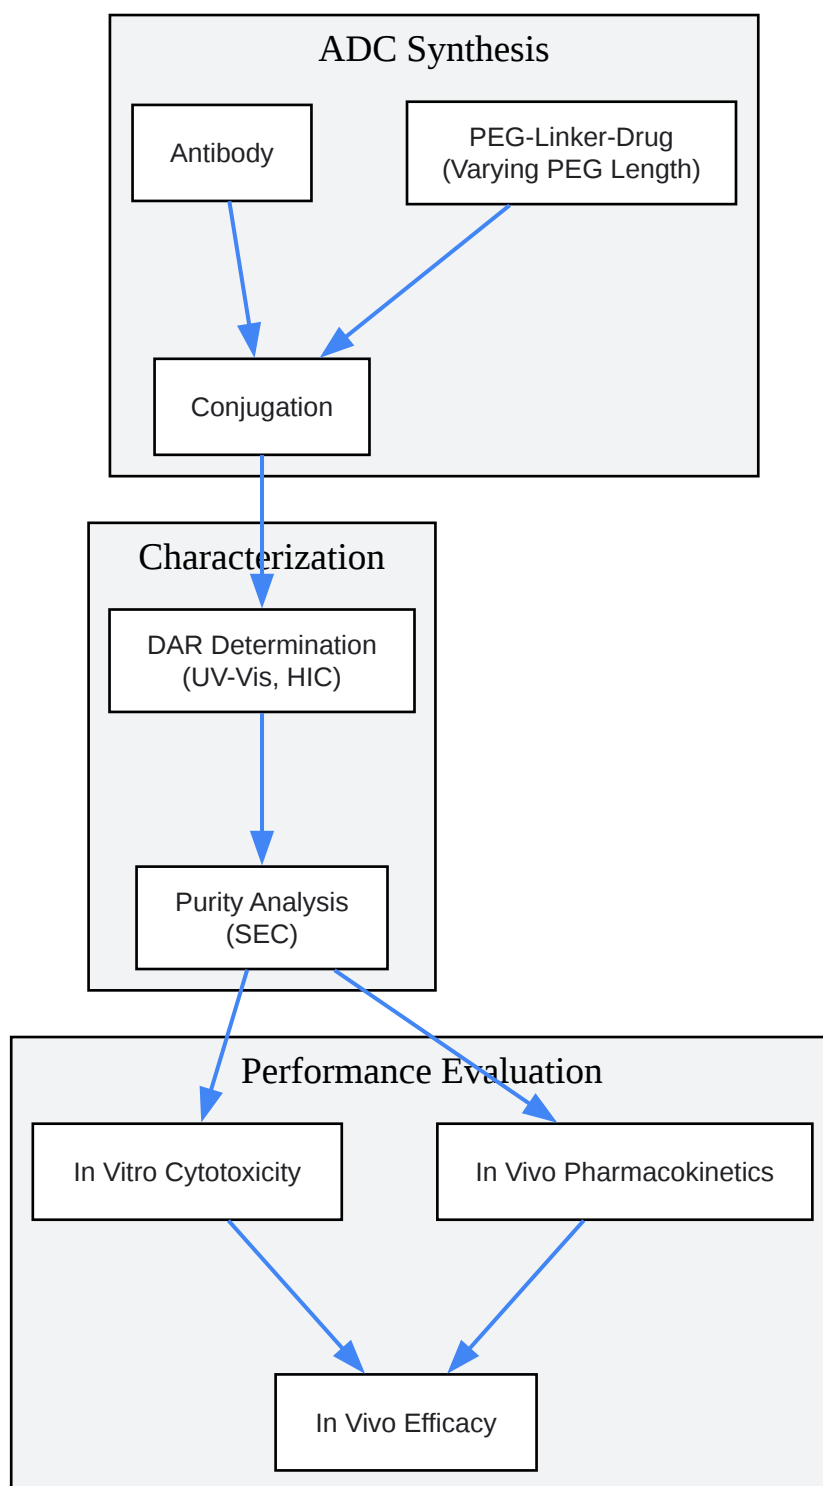 ADC Synthesis
Antibody
PEG-Linker-Drug
(Varying PEG Length)
Conjugation
Characterization
DAR Determination
(UV-Vis, HIC)
Purity Analysis
(SEC)
Performance Evaluation
In Vitro Cytotoxicity
In Vivo Pharmacokinetics
In Vivo Efficacy